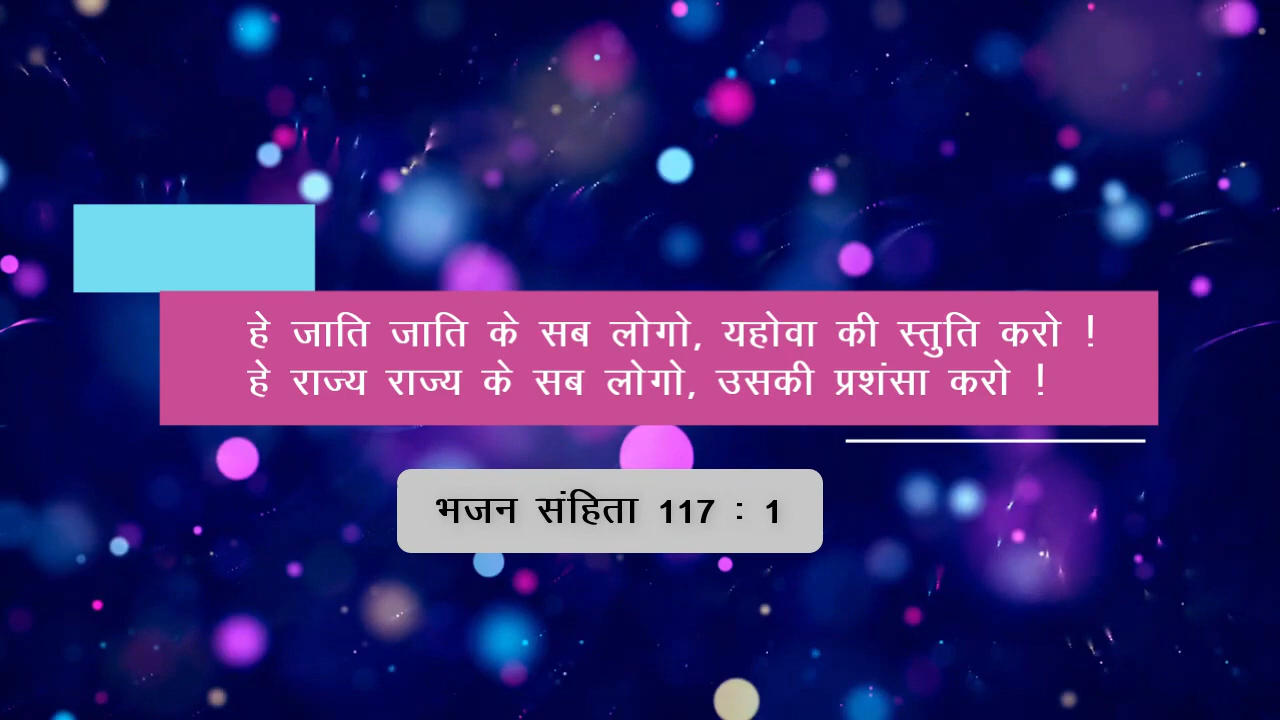 हे जाति जाति के सब लोगो, यहोवा की स्तुति करो !
हे राज्य राज्य के सब लोगो, उसकी प्रशंसा करो !
भजन संहिता 117 : 1